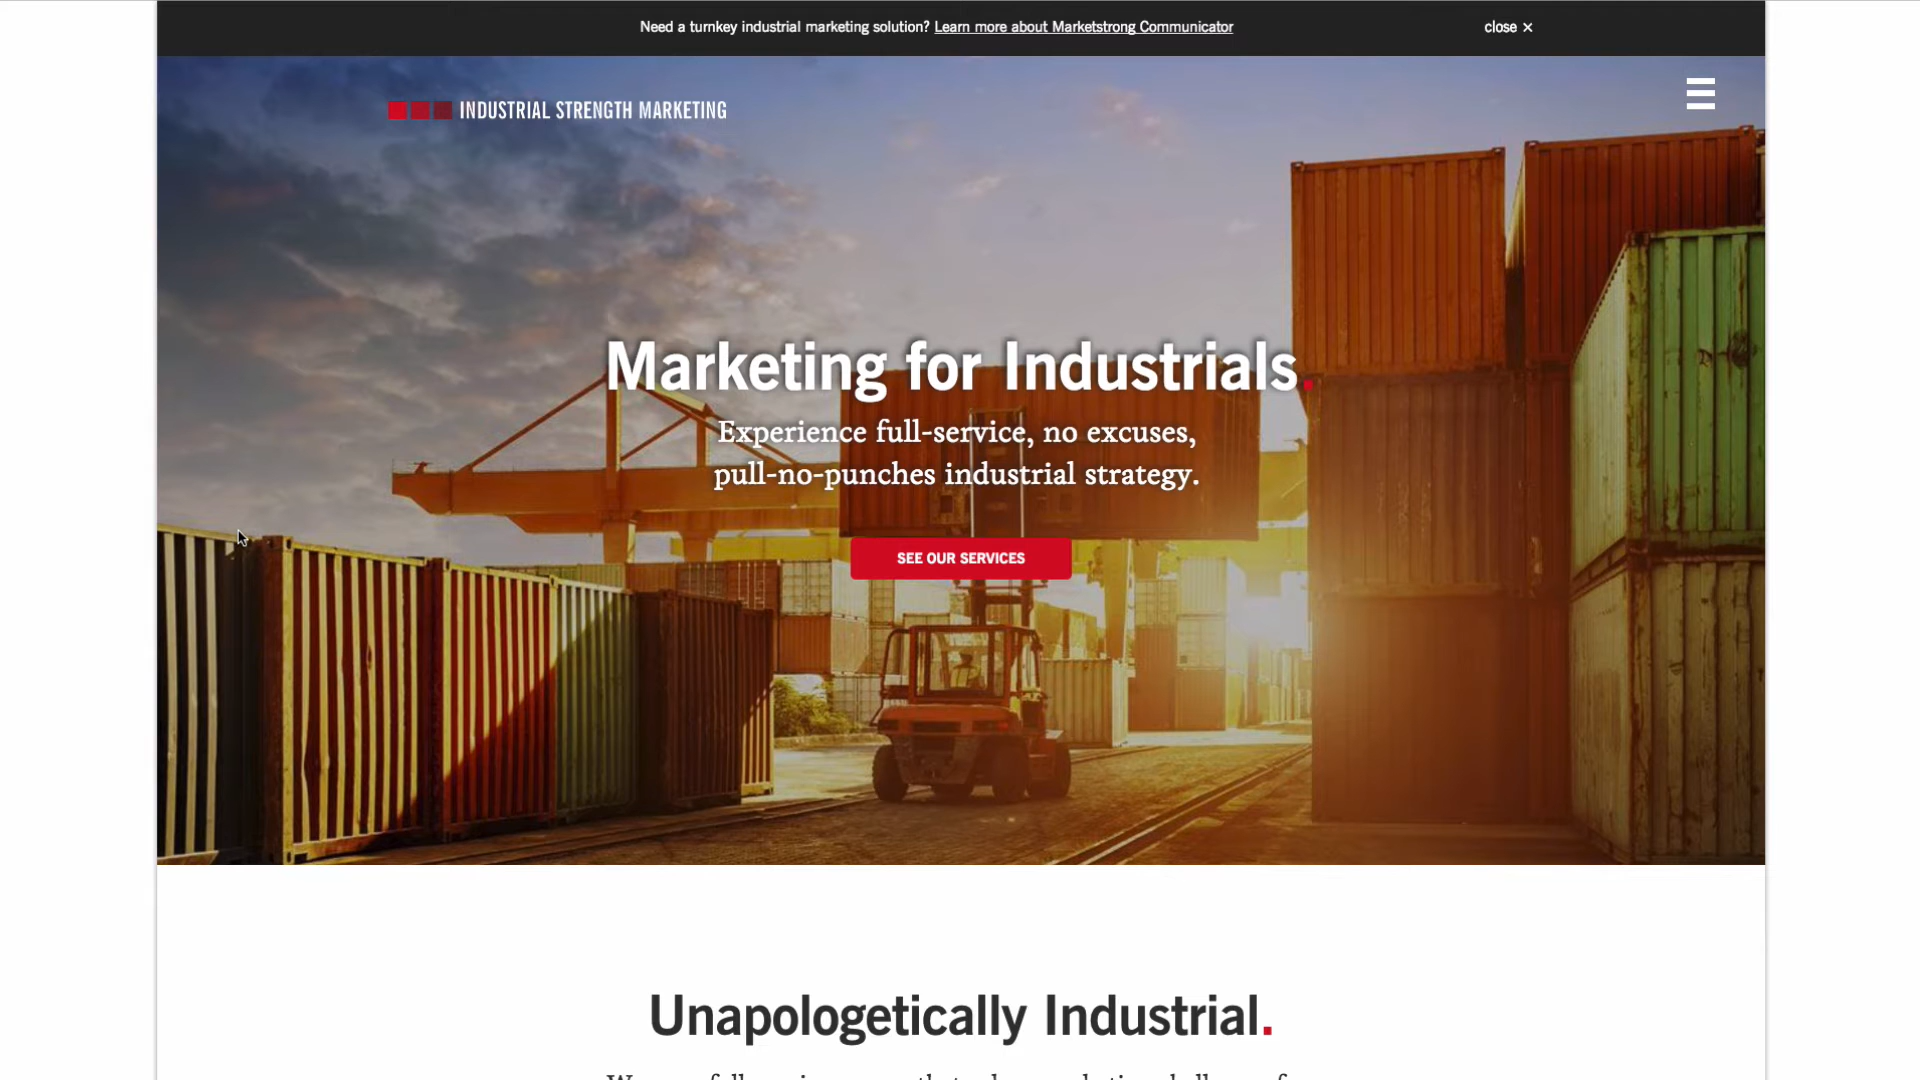 Need a turnkey industrial marketing solution? Learn more about Marketstrong Communicator
close ×
INDUSTRIAL STRENGTH MARKETING
Marketing for Industrials.
Experience full-service, no excuses,
pull-no-punches industrial strategy.
SEE OUR SERVICES
Unapologetically Industrial.